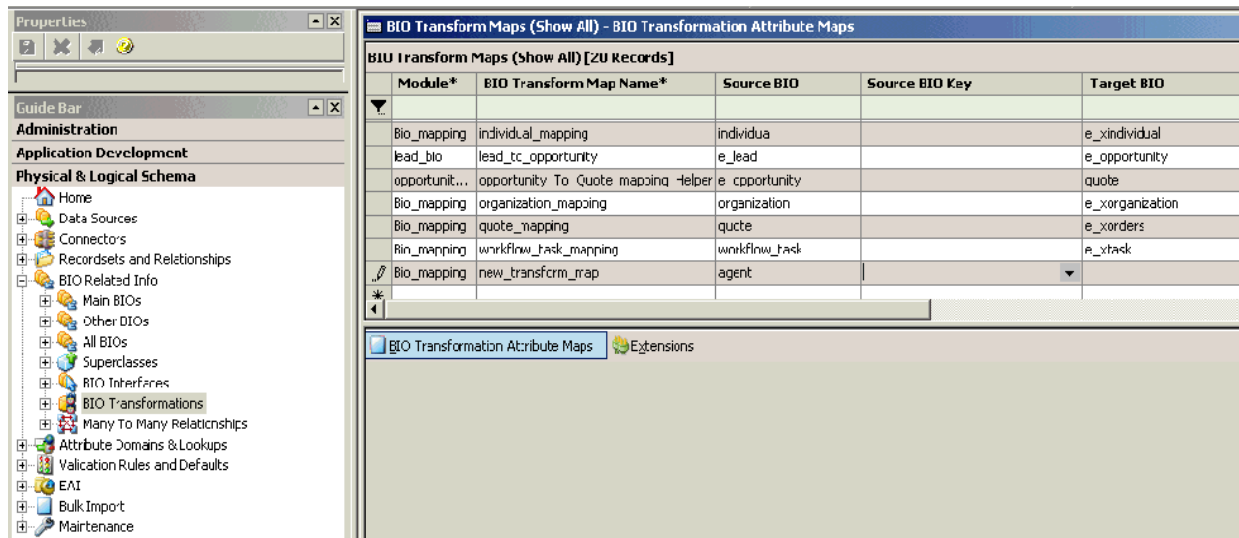 Properties
Guide Bar
Administration
Application Development
Physical & Logical Schema
Home
Data Sources
Connectors
Recordsets and Relationships
BIO Related Info
Main BIOs
Other BIOs
All BIOs
Superclasses
BIO Interfaces
BIO Transformations
Many To Many Relationships
Attribute Domains & Lookups
Validation Rules and Defaults
EAI
Bulk Import
Maintenance
BIO Transform Maps (Show All) - BIO Transformation Attribute Maps
BIO Transform Maps (Show All) [20 Records]
Module* BIO Transform Map Name* Source BIO Source BIO Key Target BIO
Bio_mapping individual_mapping individua e_xindividual
lead_bio lead_to_opportunity e_lead e_opportunity
opportunit... opportunity To Quote mapping Helper e_opportunity quote
Bio_mapping organization_mapping organization e_xorganization
Bio_mapping quote_mapping quote e_xorders
Bio_mapping workflow_task_mapping workflow_task e_xtask
Bio_mapping new_transform_map agent
BIO Transformation Attribute Maps Extensions